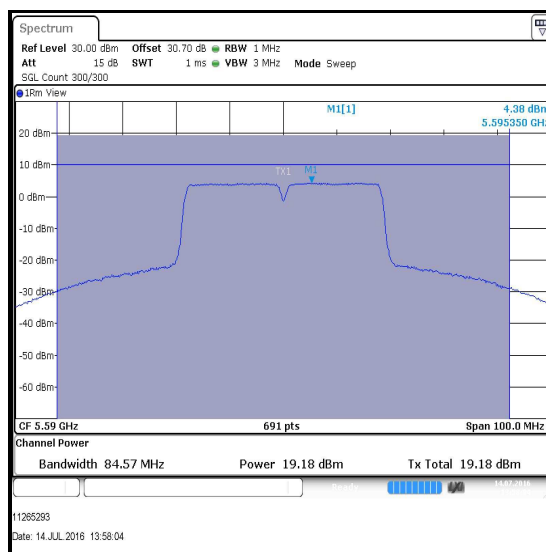 Spectrum
Ref Level 30.00 dBm Offset 30.70 dB RBW 1 MHz
Att 15 dB SWT 1 ms VBW 3 MHz Mode Sweep
SGL Count 300/300
1Rm View
M1[1] 4.38 dBm
5.595350 GHz
20 dBm
10 dBm
TX1 M1
0 dBm
-10 dBm
-20 dBm
-30 dBm
-40 dBm
-50 dBm
-60 dBm
CF 5.59 GHz 691 pts Span 100.0 MHz
Channel Power
Bandwidth 84.57 MHz Power 19.18 dBm Tx Total 19.18 dBm
Ready 14.07.2016
11265293
Date: 14.JUL.2016 13:58:04